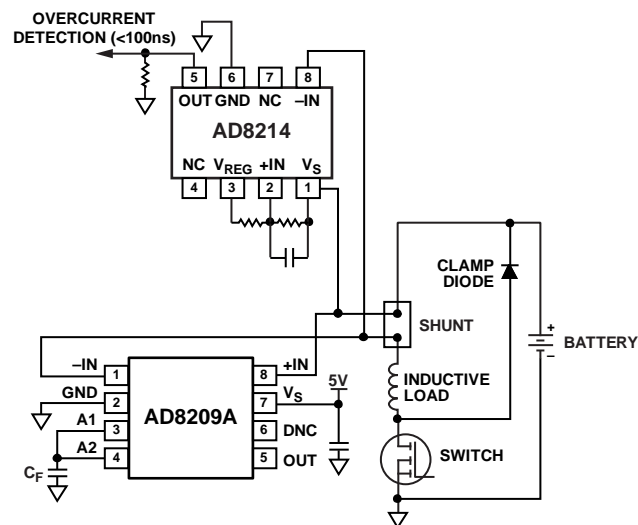 OVERCURRENT
DETECTION (<100ns)
5 6 7 8
OUT GND NC –IN
AD8214
NC VREG +IN VS
4 3 2 1
CLAMP
DIODE
SHUNT
+
–
BATTERY
INDUCTIVE
LOAD
SWITCH
–IN 1 8 +IN
GND 2 7 VS 5V
AD8209A
A1 3 6 DNC
A2 4 5 OUT
CF